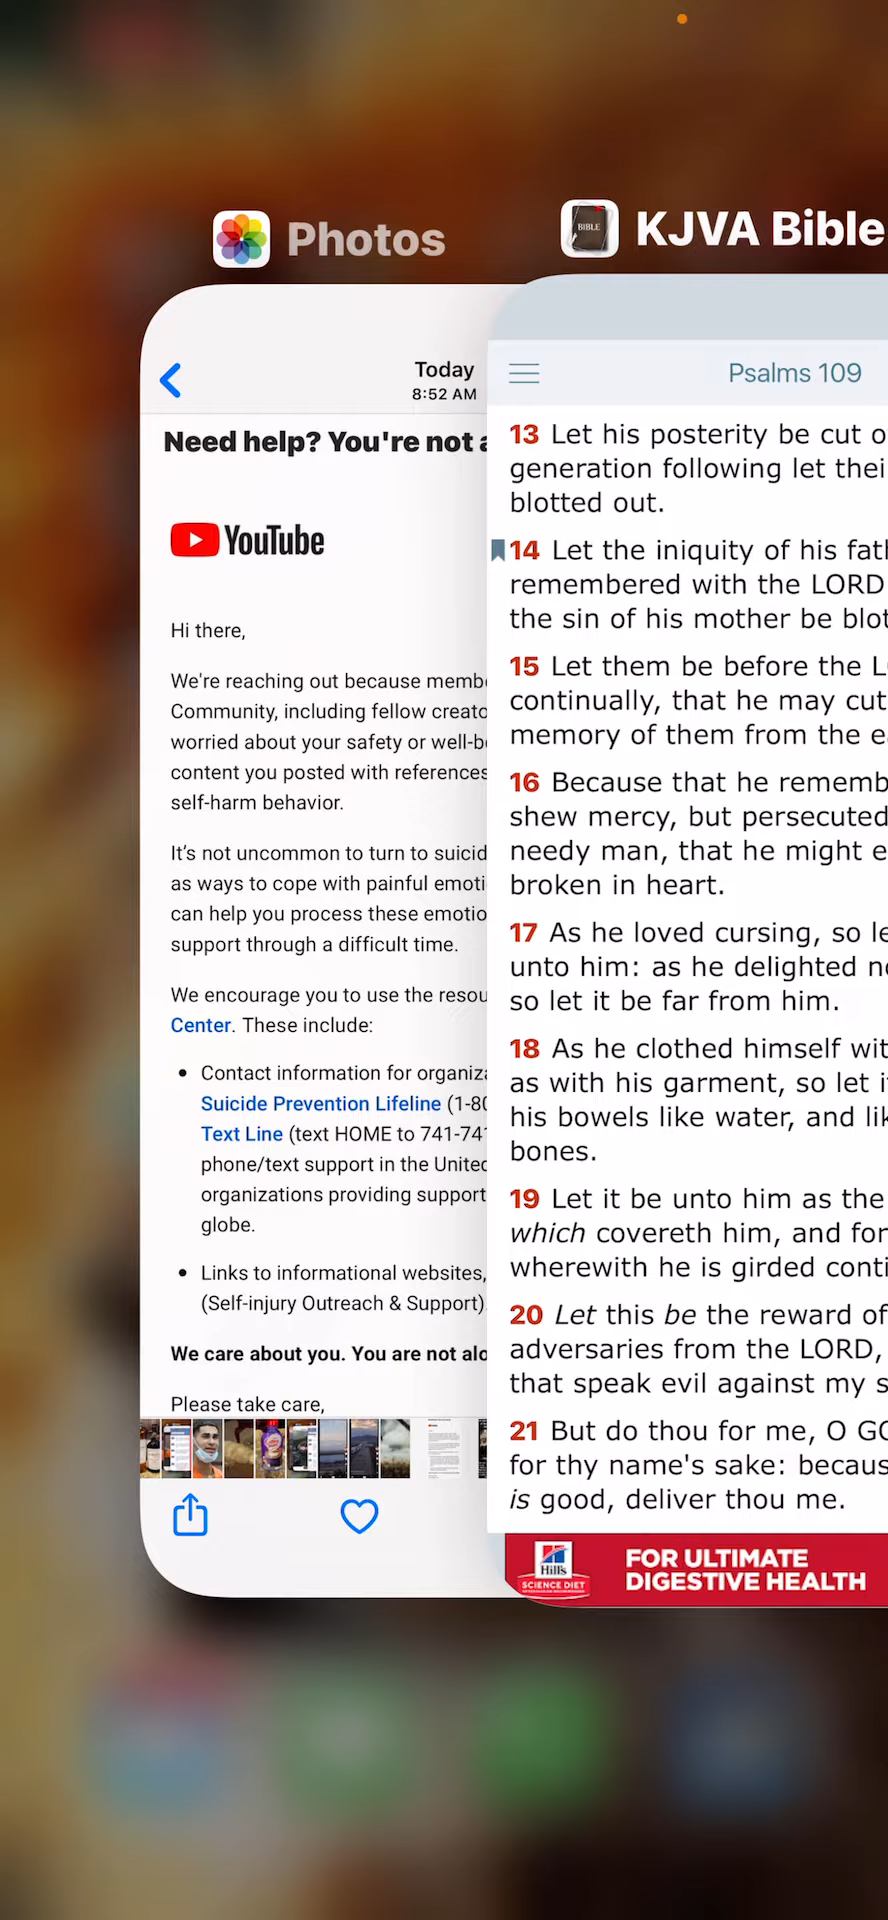 Photos
KJVA Bible
BIBLE
Today
8:52 AM
Need help? You're not
YouTube
Hi there,
We're reaching out because
Community, including fellow
worried about your safety or
content you posted with references
self-harm behavior.
It's not uncommon to turn to
as ways to cope with painful
can help you process these
support through a difficult time.
We encourage you to use the
Center. These include:
• Contact information for
Suicide Prevention Lifeline (1-80
Text Line (text HOME to 741-741
phone/text support in the
organizations providing support
globe.
• Links to informational websites,
(Self-injury Outreach & Support)
We care about you. You are not
Please take care,
Psalms 109
13 Let his posterity be cut
generation following let
blotted out.
14 Let the iniquity of his
remembered with the LORD
the sin of his mother be
15 Let them be before the
continually, that he may cut
memory of them from the
16 Because that he
shew mercy, but persecuted
needy man, that he might
broken in heart.
17 As he loved cursing, so
unto him: as he delighted
so let it be far from him.
18 As he clothed himself
as with his garment, so let
his bowels like water, and
bones.
19 Let it be unto him as the
which covereth him, and for
wherewith he is girded
20 Let this be the reward of
adversaries from the LORD,
that speak evil against my
21 But do thou for me, O
for thy name's sake:
is good, deliver thou me.
Hill's
SCIENCE DIET
FOR ULTIMATE
DIGESTIVE HEALTH